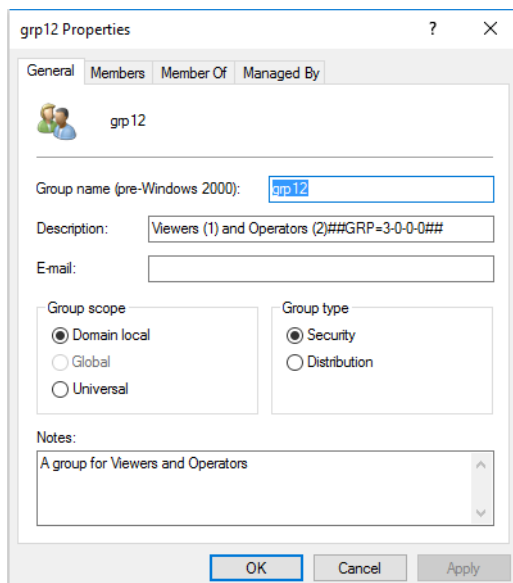 grp12 Properties ? ×
General Members Member Of Managed By
grp12
Group name (pre-Windows 2000): grp12
Description: Viewers (1) and Operators (2)##GRP=3-0-0-0##
E-mail:
Group scope Group type
Domain local Security
Global Distribution
Universal
Notes:
A group for Viewers and Operators
OK Cancel Apply